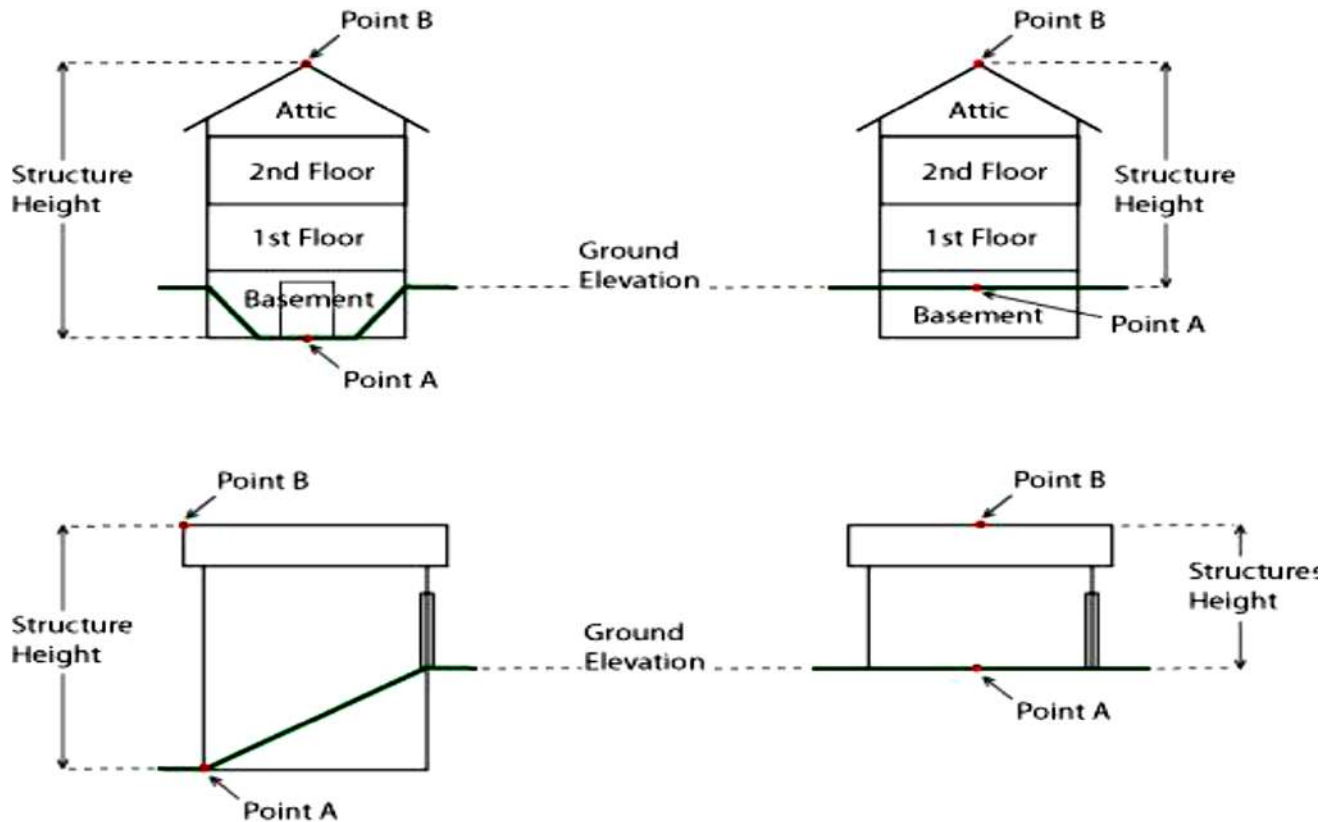 Point B
Attic
2nd Floor
1st Floor
Basement
Structure
Height
Point A
Ground
Elevation
Point B
Attic
2nd Floor
1st Floor
Basement
Structure
Height
Point A
Point B
Structure
Height
Point A
Ground
Elevation
Point B
Structures
Height
Point A